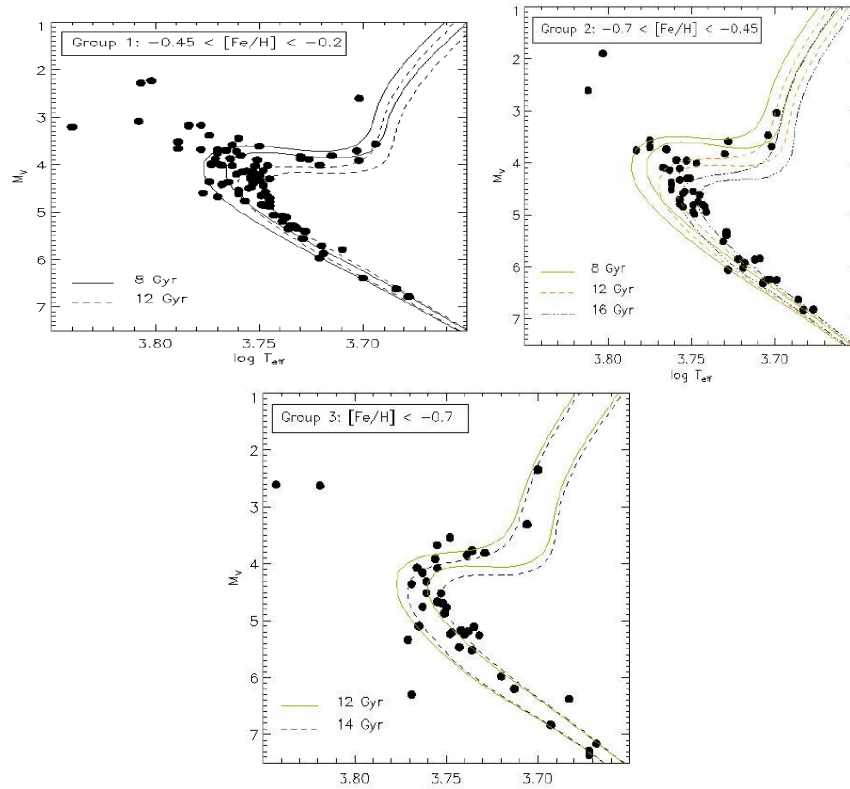 Group 1: −0.45 < [Fe/H] < −0.2
1
2
3
4
5
6
7
M_V
8 Gyr
12 Gyr
3.80
3.75
3.70
log T_eff
Group 2: −0.7 < [Fe/H] < −0.45
1
2
3
4
5
6
7
M_V
8 Gyr
12 Gyr
16 Gyr
3.80
3.75
3.70
log T_eff
Group 3: [Fe/H] < −0.7
1
2
3
4
5
6
7
M_V
12 Gyr
14 Gyr
3.80
3.75
3.70